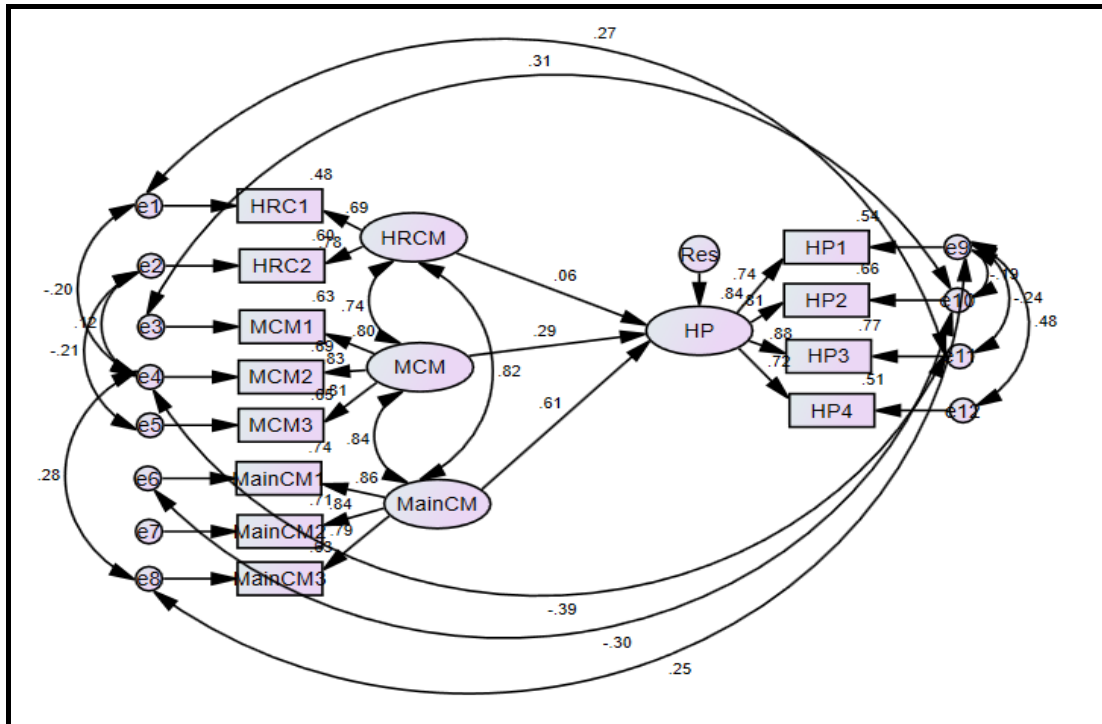 .27
.31
.48
e1
HRC1
.69
HRCM
.54
HP1
e9
.60
.78
Res
.74
.66
-.19
e2
HRC2
.06
.84
.81
HP2
e10
-.24
-.20
.63
.74
.12
e3
MCM1
.80
.29
HP
.77
.48
-.21
.69
.83
MCM
.82
.88
HP3
e11
e4
MCM2
.72
.51
.65
.81
HP4
e12
e5
MCM3
.61
.74
.84
.28
e6
MainCM1
.86
.71
.84
MainCM
e7
MainCM2
.79
.63
e8
MainCM3
-.39
-.30
.25